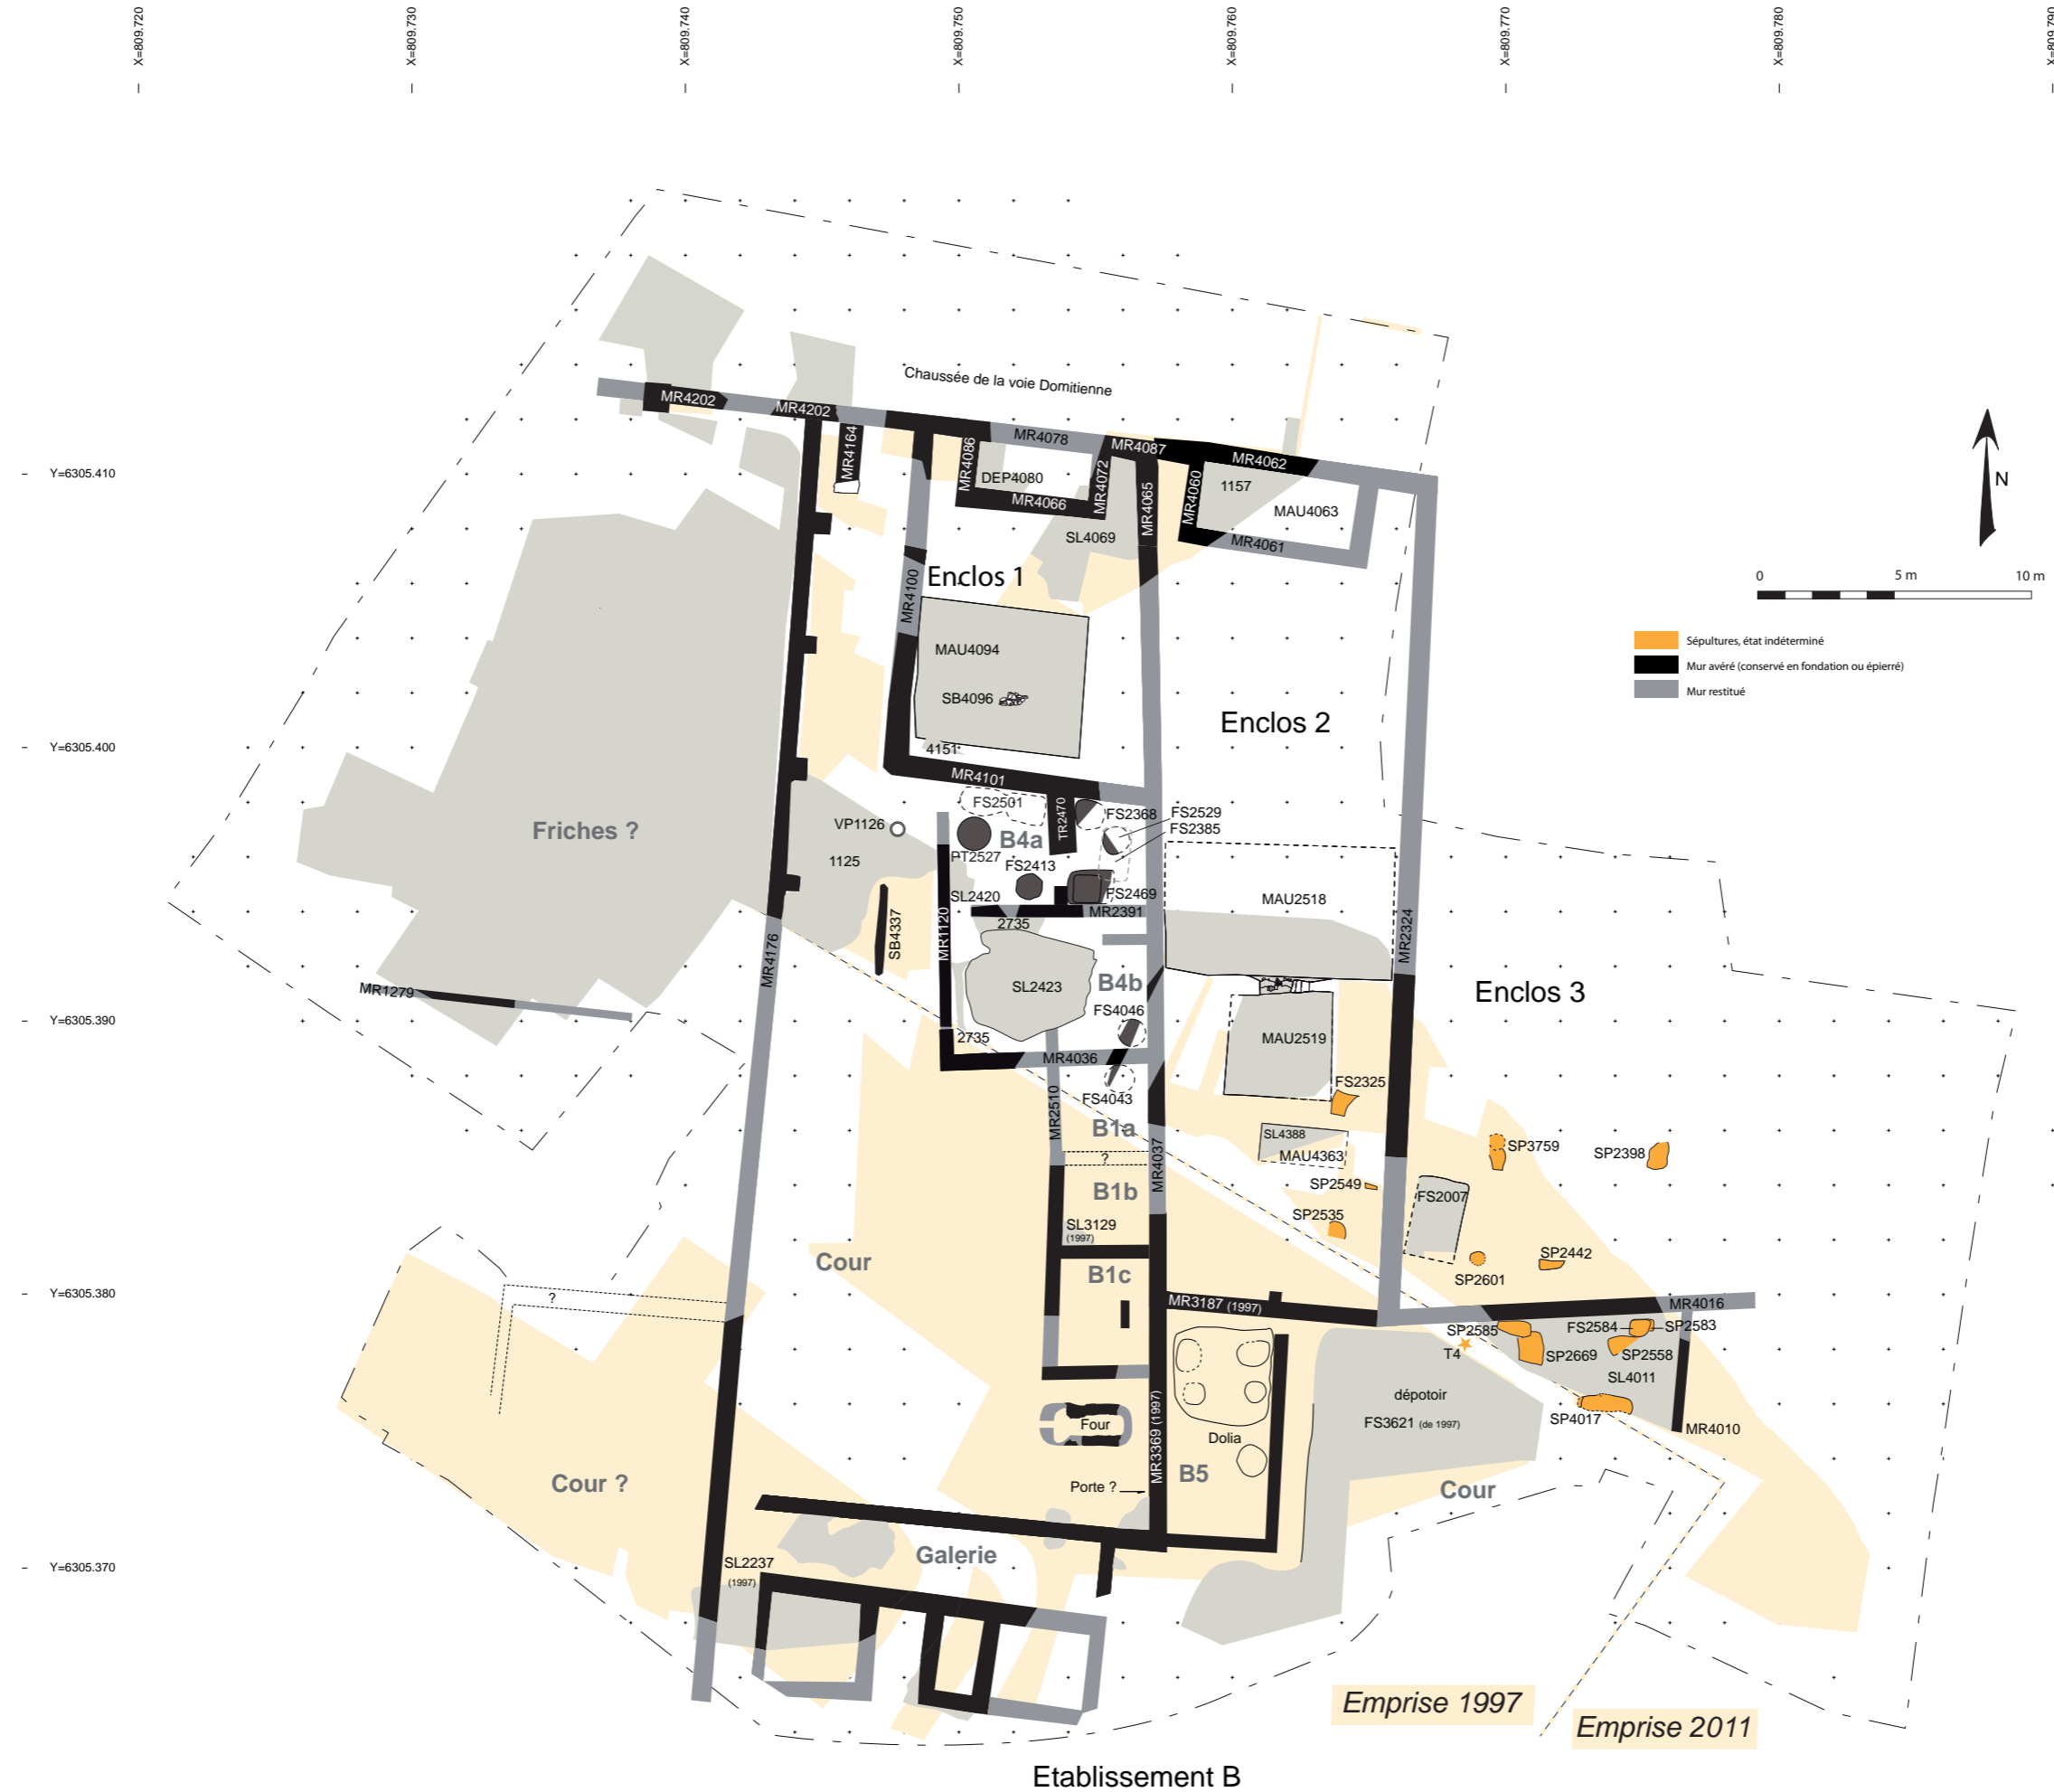 X=809.720
X=809.730
X=809.740
X=809.750
X=809.760
X=809.770
X=809.780
X=809.790
Chaussée de la voie Domitienne
MR4202
MR4202
MR4164
MR4086
MR4078
MR4087
MR4062
Y=6305.410
DEP4080
MR4072
MR4065
MR4060
1157
MR4066
MAU4063
SL4069
MR4061
N
Enclos 1
MR4100
0
5 m
10 m
Sépultures, état indéterminé
Mur avéré (conservé en fondation ou épierré)
Mur restitué
MAU4094
SB4096
Enclos 2
Y=6305.400
4151
MR4101
FS2501
TR2470
FS2368
FS2529
FS2385
Friches ?
VP1126
B4a
PT2527
1125
FS2413
SL2420
FS2469
MAU2518
MR2391
2735
MR1120
SB4337
MR4176
MR2324
SL2423
B4b
Enclos 3
MR1279
FS4046
Y=6305.390
2735
MAU2519
MR4036
FS4043
FS2325
MR2510
B1a
SL4388
MAU4363
?
MR4037
SP3759
SP2398
B1b
SP2549
FS2007
SL3129
(1997)
SP2535
Cour
B1c
SP2601
SP2442
Y=6305.380
?
MR3187 (1997)
MR4016
SP2585
FS2584
SP2583
T4
SP2669
SP2558
SL4011
dépotoir
FS3621 (de 1997)
SP4017
MR4010
Four
Dolia
MR3369 (1997)
Cour ?
Porte ?
B5
Cour
Y=6305.370
SL2237
(1997)
Galerie
Emprise 1997
Emprise 2011
Etablissement B